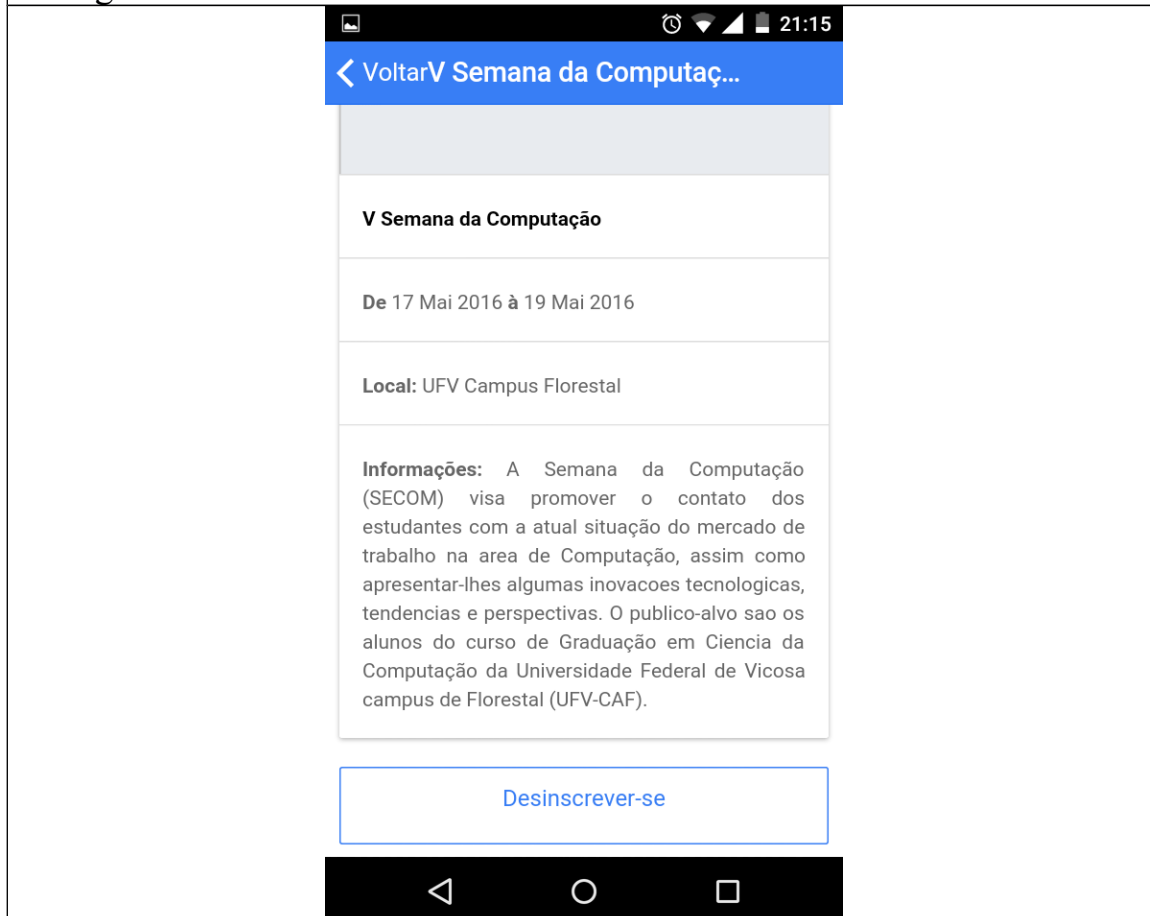 21:15
VoltarV Semana da Computaç...
V Semana da Computação
De 17 Mai 2016 à 19 Mai 2016
Local: UFV Campus Florestal
Informações: A Semana da Computação
(SECOM) visa promover o contato dos
estudantes com a atual situação do mercado de
trabalho na area de Computação, assim como
apresentar-lhes algumas inovacoes tecnologicas,
tendencias e perspectivas. O publico-alvo sao os
alunos do curso de Graduação em Ciencia da
Computação da Universidade Federal de Vicosa
campus de Florestal (UFV-CAF).
Desinscrever-se